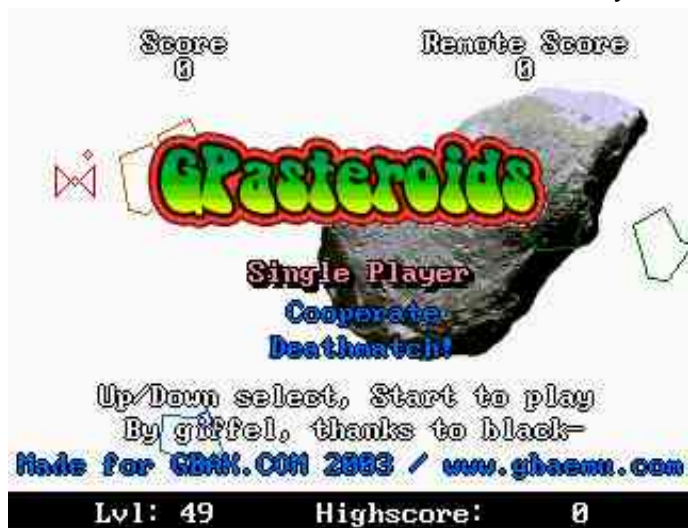 Score Remote Score
0 0
GPasteroids
Single Player
Cooperate
Deathmatch!
Up/Down select, Start to play
By giffel, thanks to black-
Made for GBAX.COM 2003 / www.gbaemu.com
Lvl: 49 Highscore: 0